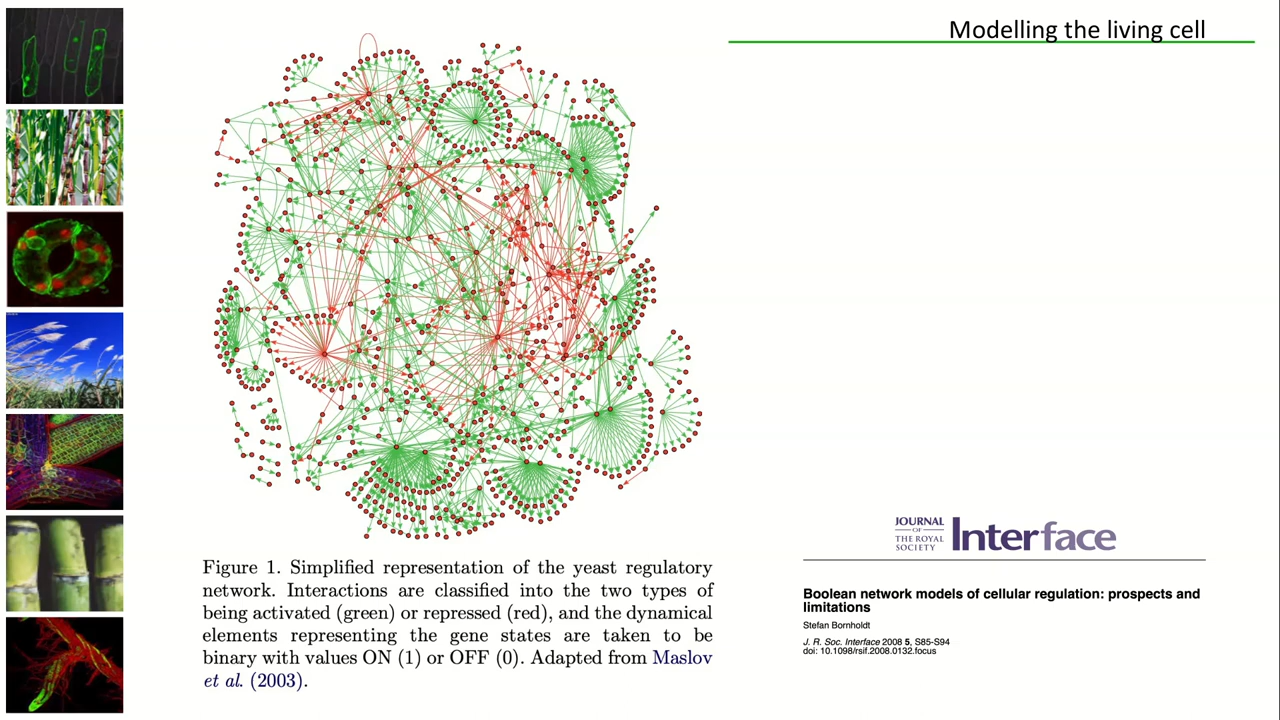 Modelling the living cell
Figure 1. Simplified representation of the yeast regulatory
network. Interactions are classified into the two types of
being activated (green) or repressed (red), and the dynamical
elements representing the gene states are taken to be
binary with values ON (1) or OFF (0). Adapted from Maslov
et al. (2003).
JOURNAL
OF
THE ROYAL
SOCIETY
Interface
Boolean network models of cellular regulation: prospects and
limitations
Stefan Bornholdt
J. R. Soc. Interface 2008 5, S85-S94
doi: 10.1098/rsif.2008.0132.focus